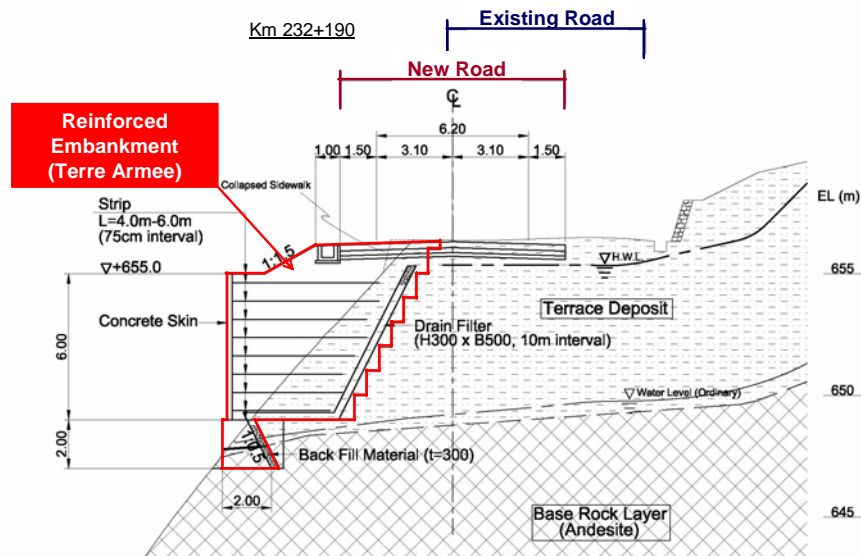 Km 232+190
Existing Road
New Road
℄
Reinforced
Embankment
(Terre Armee)
6.20
1.00
1.50
3.10
3.10
1.50
Collapsed Sidewalk
EL (m)
Strip
L=4.0m-6.0m
(75cm interval)
1:1.5
H.W.L
+655.0
655
Terrace Deposit
Concrete Skin
Drain Filter
(H300 x B500, 10m interval)
6.00
Water Level (Ordinary)
650
2.00
1:0.5
Back Fill Material (t=300)
2.00
Base Rock Layer
(Andesite)
645